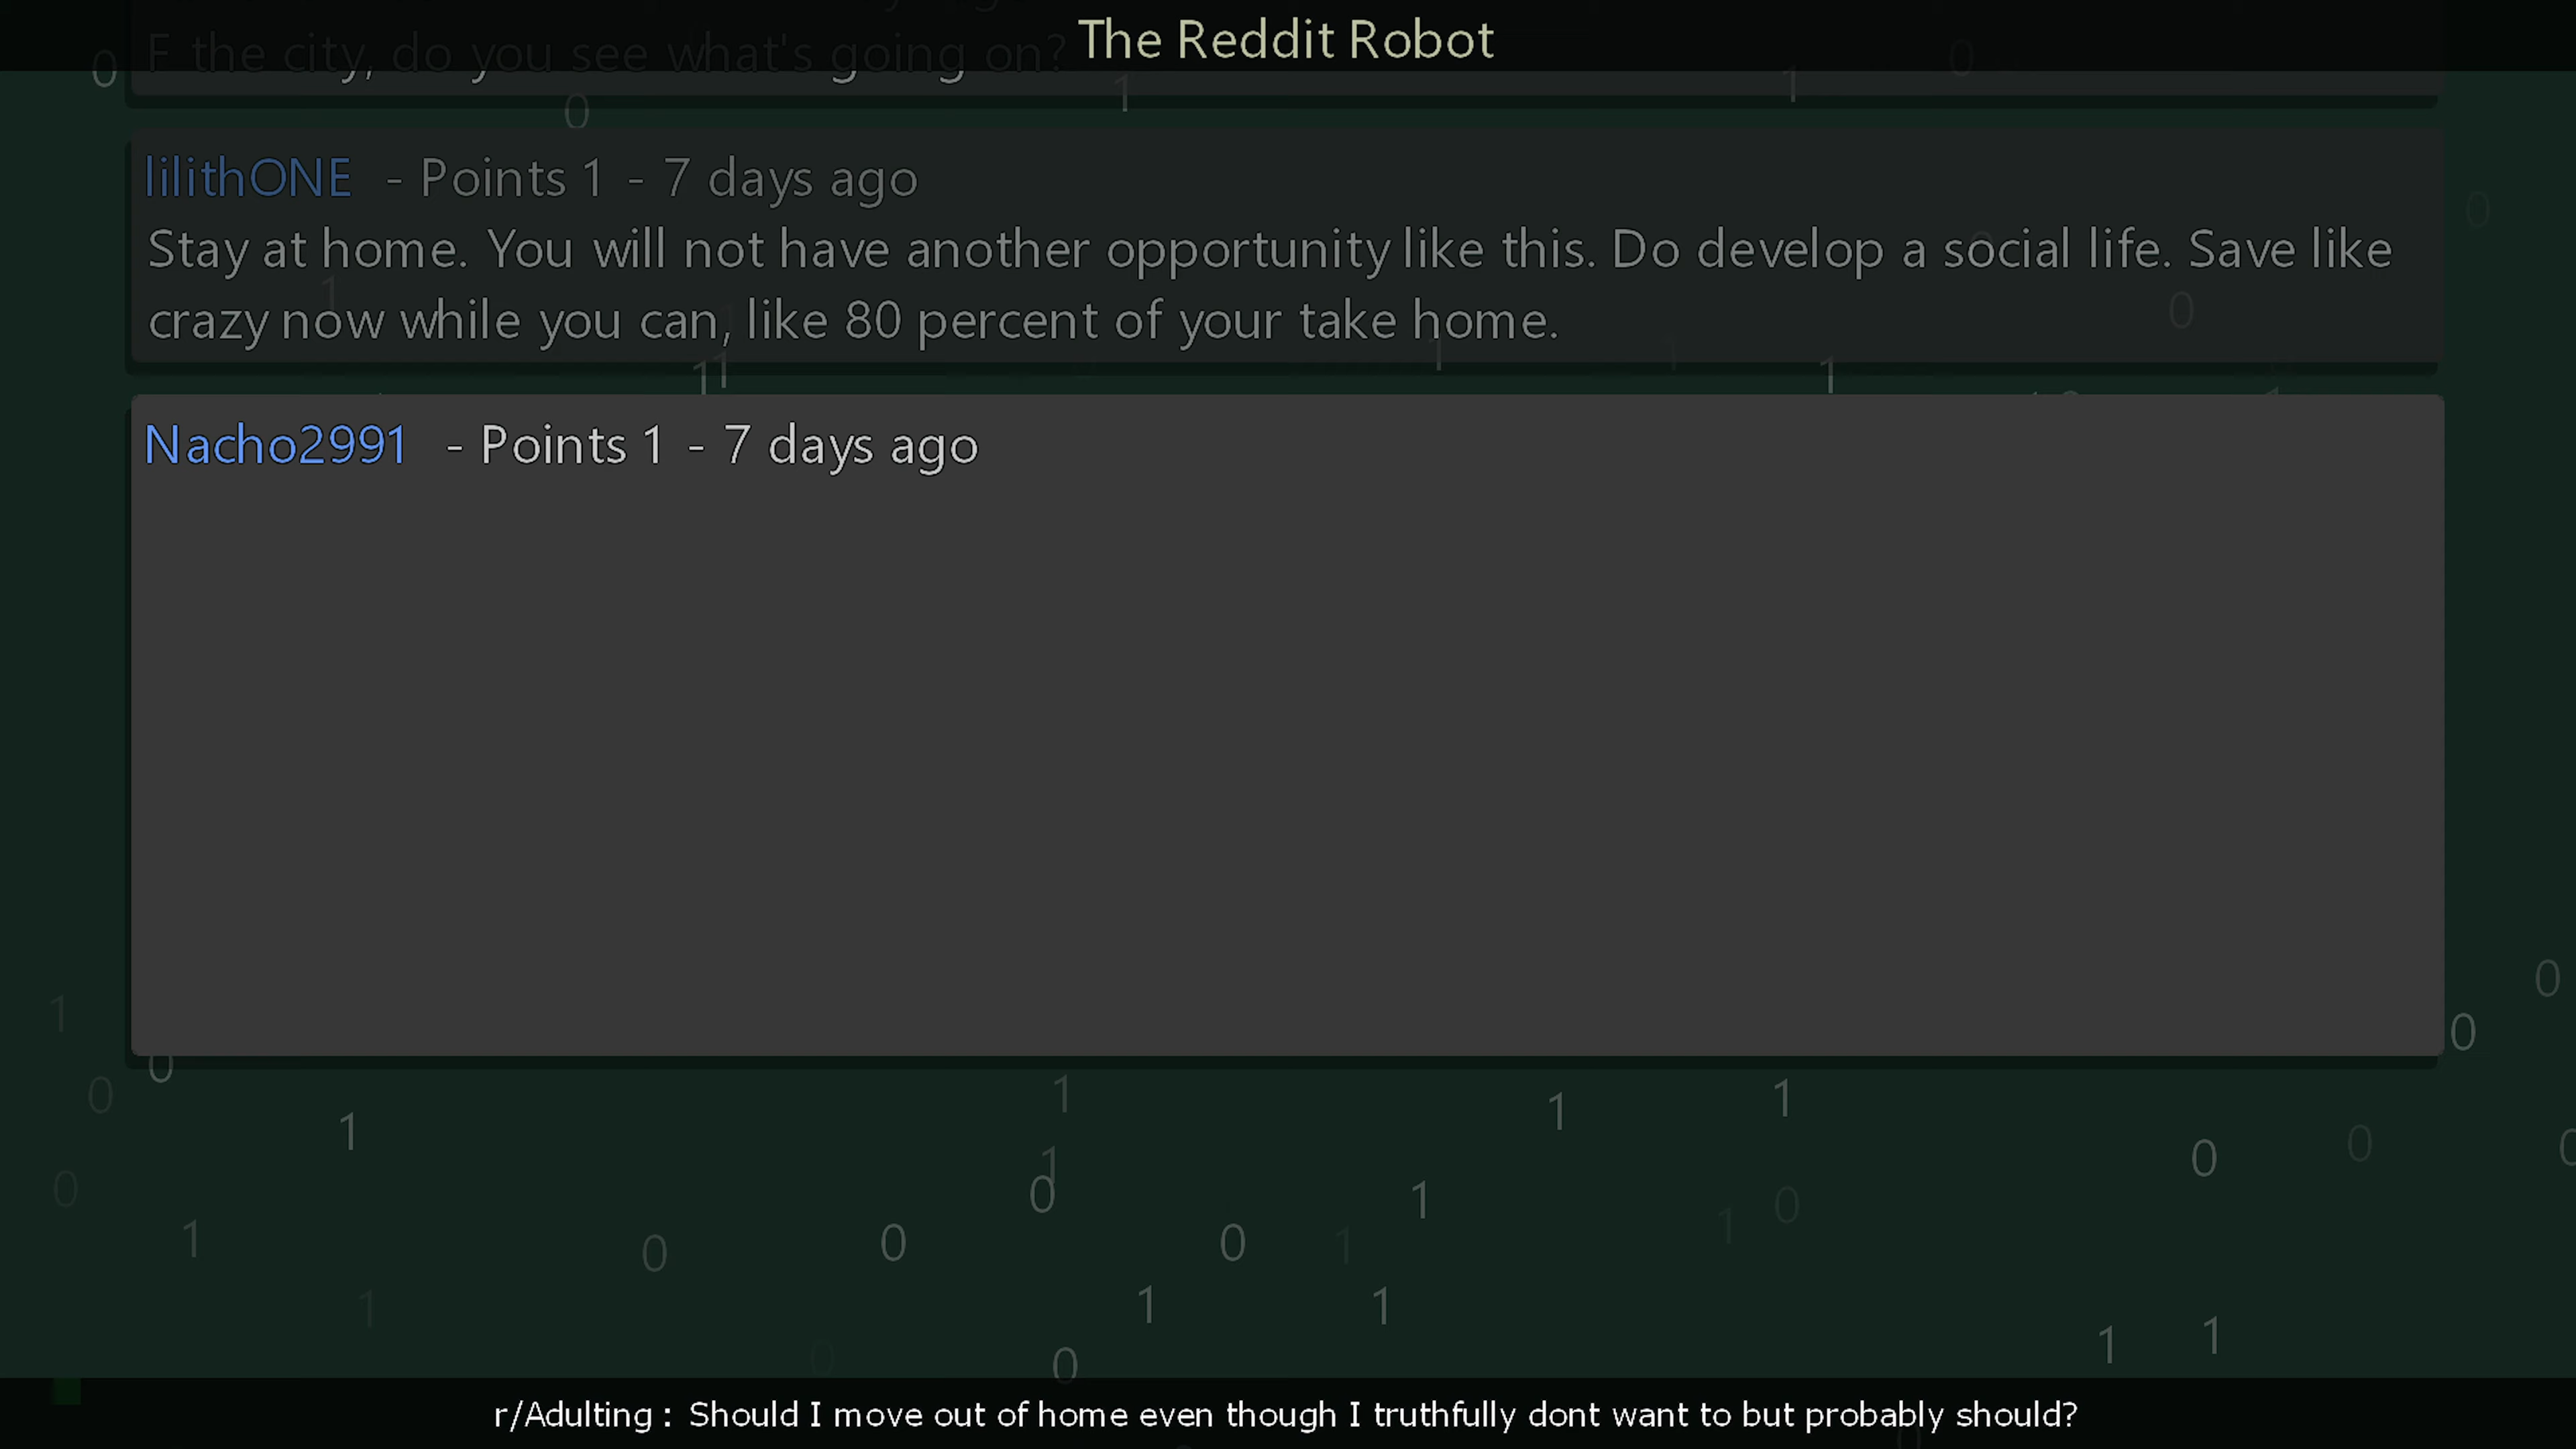 The Reddit Robot
F the city, do you see what's going on?
lilithONE - Points 1 - 7 days ago
Stay at home. You will not have another opportunity like this. Do develop a social life. Save like
crazy now while you can, like 80 percent of your take home.
Nacho2991 - Points 1 - 7 days ago
r/Adulting : Should I move out of home even though I truthfully dont want to but probably should?